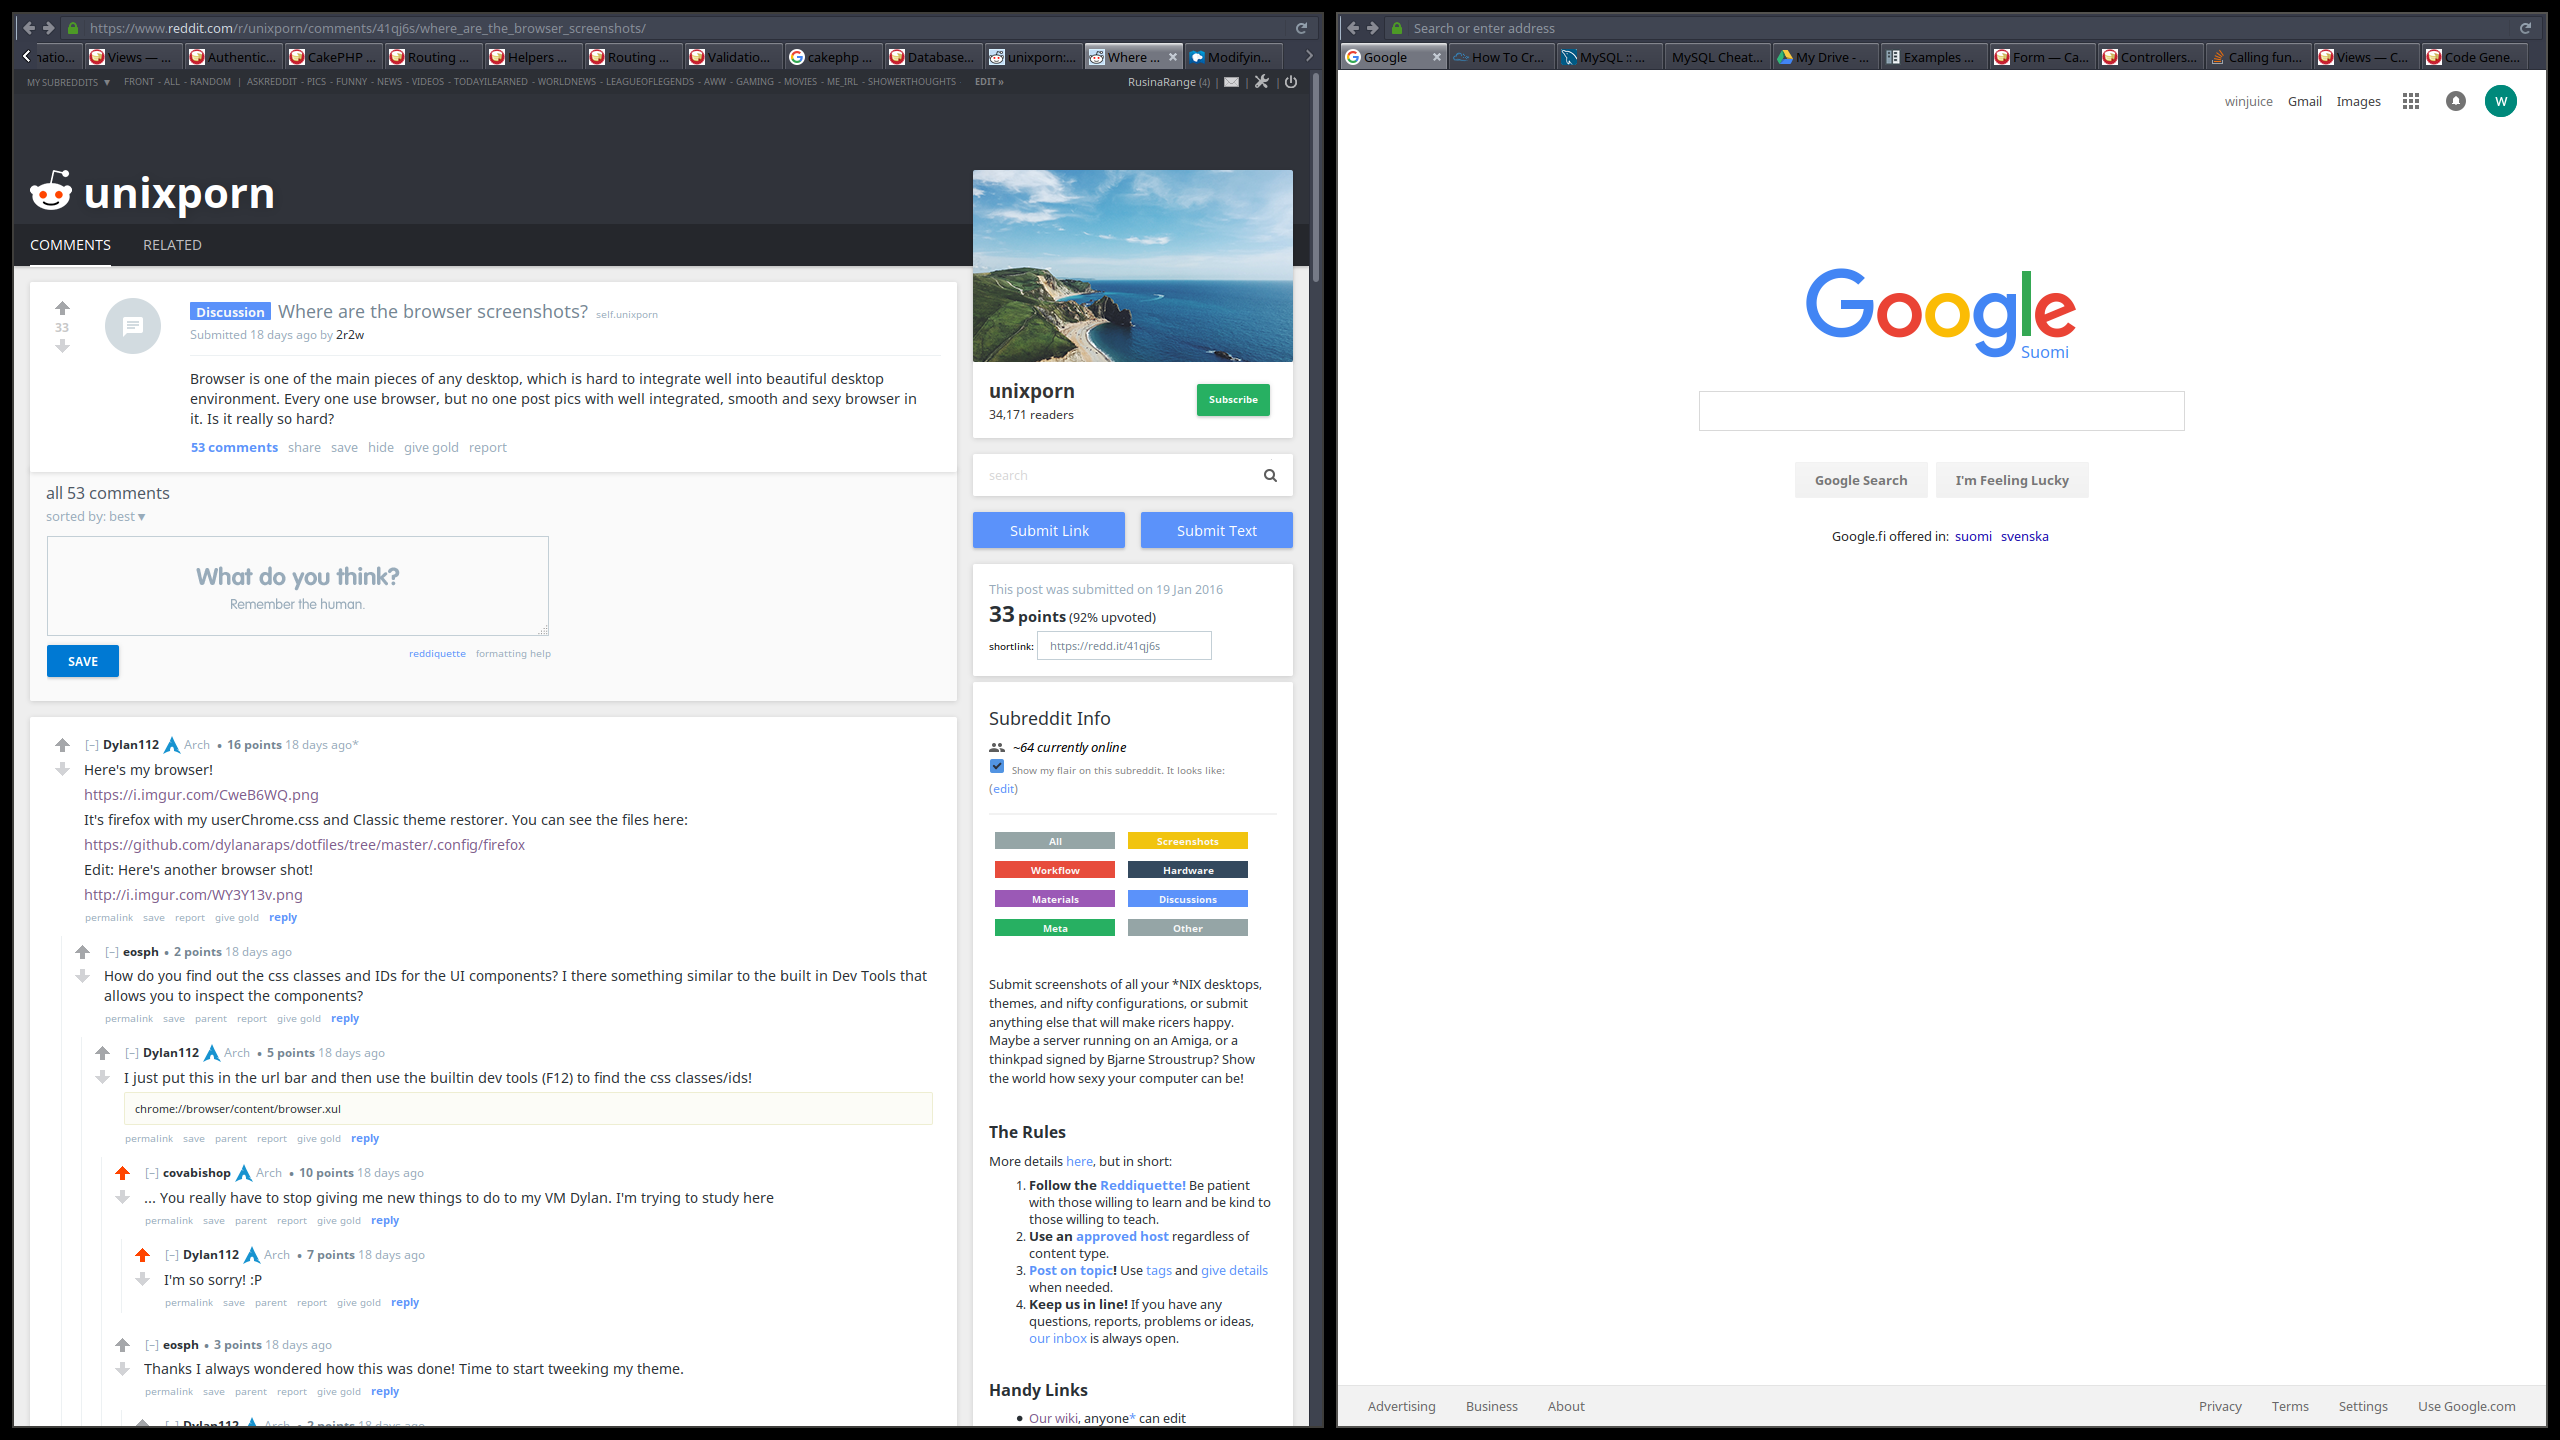 https://www.reddit.com/r/unixporn/comments/41qj6s/where_are_the_browser_screenshots/
natio... Views — ... Authentic... CakePHP ... Routing ... Helpers ... Routing ... Validatio... cakephp ... Database... unixporn:... Where ... Modifyin...
MY SUBREDDITS ▼ FRONT - ALL - RANDOM | ASKREDDIT - PICS - FUNNY - NEWS - VIDEOS - TODAYILEARNED - WORLDNEWS - LEAGUEOFLEGENDS - AWW - GAMING - MOVIES - ME_IRL - SHOWERTHOUGHTS EDIT »
RusinaRange (4) | | |
unixporn
COMMENTS RELATED
33
Discussion Where are the browser screenshots? self.unixporn
Submitted 18 days ago by 2r2w
Browser is one of the main pieces of any desktop, which is hard to integrate well into beautiful desktop
environment. Every one use browser, but no one post pics with well integrated, smooth and sexy browser in
it. Is it really so hard?
53 comments share save hide give gold report
all 53 comments
sorted by: best ▼
What do you think?
Remember the human.
SAVE
reddiquette formatting help
[–] Dylan112 Arch • 16 points 18 days ago*
Here's my browser!
https://i.imgur.com/CweB6WQ.png
It's firefox with my userChrome.css and Classic theme restorer. You can see the files here:
https://github.com/dylanaraps/dotfiles/tree/master/.config/firefox
Edit: Here's another browser shot!
http://i.imgur.com/WY3Y13v.png
permalink save report give gold reply
[–] eosph • 2 points 18 days ago
How do you find out the css classes and IDs for the UI components? I there something similar to the built in Dev Tools that
allows you to inspect the components?
permalink save parent report give gold reply
[–] Dylan112 Arch • 5 points 18 days ago
I just put this in the url bar and then use the builtin dev tools (F12) to find the css classes/ids!
chrome://browser/content/browser.xul
permalink save parent report give gold reply
[–] covabishop Arch • 10 points 18 days ago
... You really have to stop giving me new things to do to my VM Dylan. I'm trying to study here
permalink save parent report give gold reply
[–] Dylan112 Arch • 7 points 18 days ago
I'm so sorry! :P
permalink save parent report give gold reply
[–] eosph • 3 points 18 days ago
Thanks I always wondered how this was done! Time to start tweeking my theme.
permalink save parent report give gold reply
Dylan112 Arch • 2 points 18 days ago
unixporn
34,171 readers
Subscribe
search
Submit Link Submit Text
This post was submitted on 19 Jan 2016
33 points (92% upvoted)
shortlink: https://redd.it/41qj6s
Subreddit Info
~64 currently online
Show my flair on this subreddit. It looks like:
(edit)
All Screenshots
Workflow Hardware
Materials Discussions
Meta Other
Submit screenshots of all your *NIX desktops,
themes, and nifty configurations, or submit
anything else that will make ricers happy.
Maybe a server running on an Amiga, or a
thinkpad signed by Bjarne Stroustrup? Show
the world how sexy your computer can be!
The Rules
More details here, but in short:
1. Follow the Reddiquette! Be patient
with those willing to learn and be kind to
those willing to teach.
2. Use an approved host regardless of
content type.
3. Post on topic! Use tags and give details
when needed.
4. Keep us in line! If you have any
questions, reports, problems or ideas,
our inbox is always open.
Handy Links
• Our wiki, anyone* can edit
Search or enter address
Google How To Cr... MySQL :: ... MySQL Cheat... My Drive - ... Examples ... Form — Ca... Controllers... Calling fun... Views — C... Code Gene...
winjuice Gmail Images W
Google
Suomi
Google Search I'm Feeling Lucky
Google.fi offered in: suomi svenska
Advertising Business About
Privacy Terms Settings Use Google.com